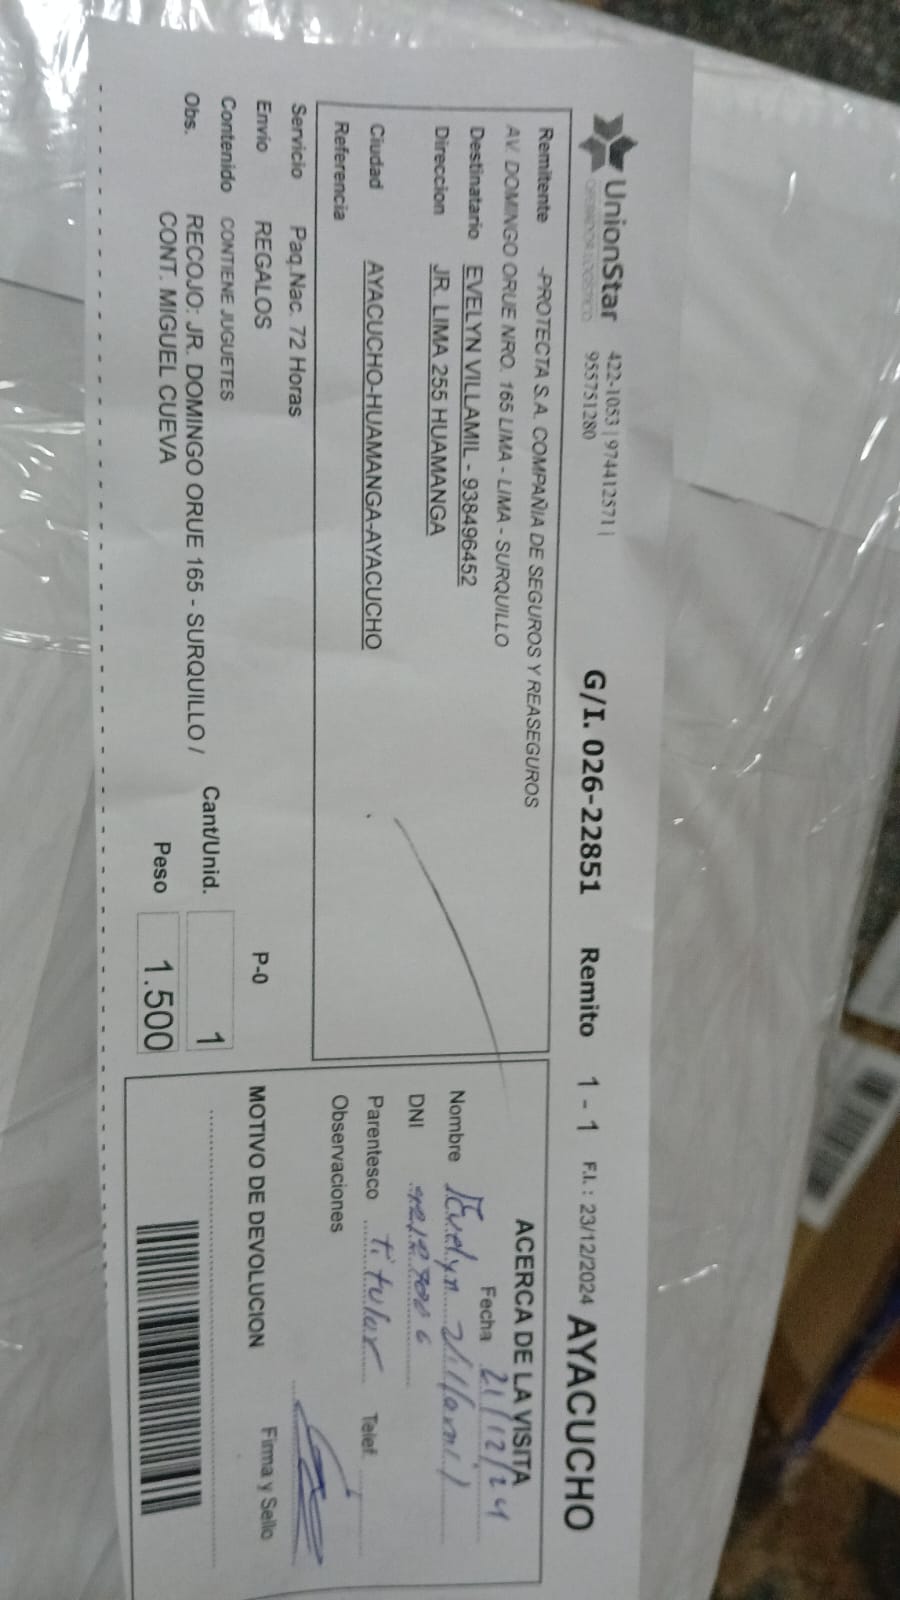 UnionStar
OPERADOR LOGÍSTICO
422-1053 | 974412571 |
955751280
G/I. 026-22851 Remito 1 - 1 F.I.: 23/12/2024 AYACUCHO
Remitente -PROTECTA S.A. COMPAÑIA DE SEGUROS Y REASEGUROS
AV. DOMINGO ORUE NRO. 165 LIMA - LIMA - SURQUILLO
Destinatario EVELYN VILLAMIL - 938496452
Direccion JR. LIMA 255 HUAMANGA
Ciudad AYACUCHO-HUAMANGA-AYACUCHO
Referencia
Servicio Paq.Nac. 72 Horas
Envio REGALOS P-0
Contenido CONTIENE JUGUETES
Cant/Unid. 1
Obs. RECOJO: JR. DOMINGO ORUE 165 - SURQUILLO /
CONT. MIGUEL CUEVA
Peso 1.500
ACERCA DE LA VISITA
Fecha 21/12/24
Nombre Evelyn Villamil
DNI
Parentesco Titular Telef.
Observaciones
MOTIVO DE DEVOLUCION Firma y Sello